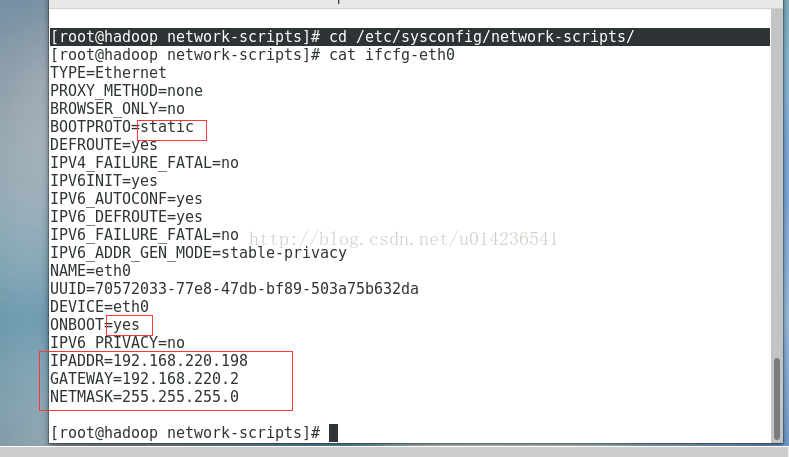 [root@hadoop network-scripts]# cd /etc/sysconfig/network-scripts/
[root@hadoop network-scripts]# cat ifcfg-eth0
TYPE=Ethernet
PROXY_METHOD=none
BROWSER_ONLY=no
BOOTPROTO=static
DEFROUTE=yes
IPV4_FAILURE_FATAL=no
IPV6INIT=yes
IPV6_AUTOCONF=yes
IPV6_DEFROUTE=yes
IPV6_FAILURE_FATAL=no
http://blog.csdn.net/u014236541
IPV6_ADDR_GEN_MODE=stable-privacy
NAME=eth0
UUID=70572033-77e8-47db-bf89-503a75b632da
DEVICE=eth0
ONBOOT=yes
IPV6_PRIVACY=no
IPADDR=192.168.220.198
GATEWAY=192.168.220.2
NETMASK=255.255.255.0
[root@hadoop network-scripts]#